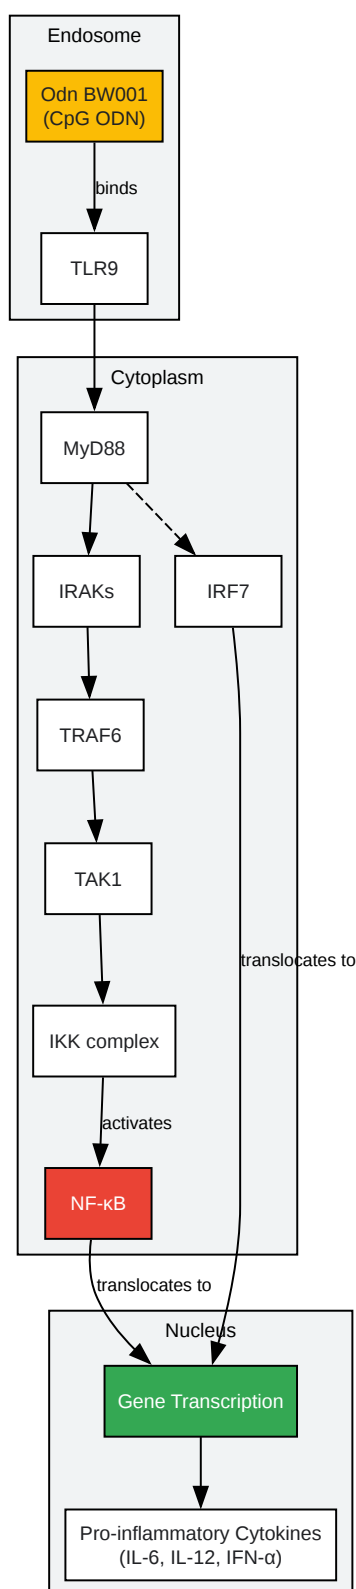 Endosome
Odn BW001
(CpG ODN)
binds
TLR9
Cytoplasm
MyD88
IRAKs
IRF7
TRAF6
TAK1
translocates to
IKK complex
activates
NF-κB
translocates to
Nucleus
Gene Transcription
Pro-inflammatory Cytokines
(IL-6, IL-12, IFN-α)